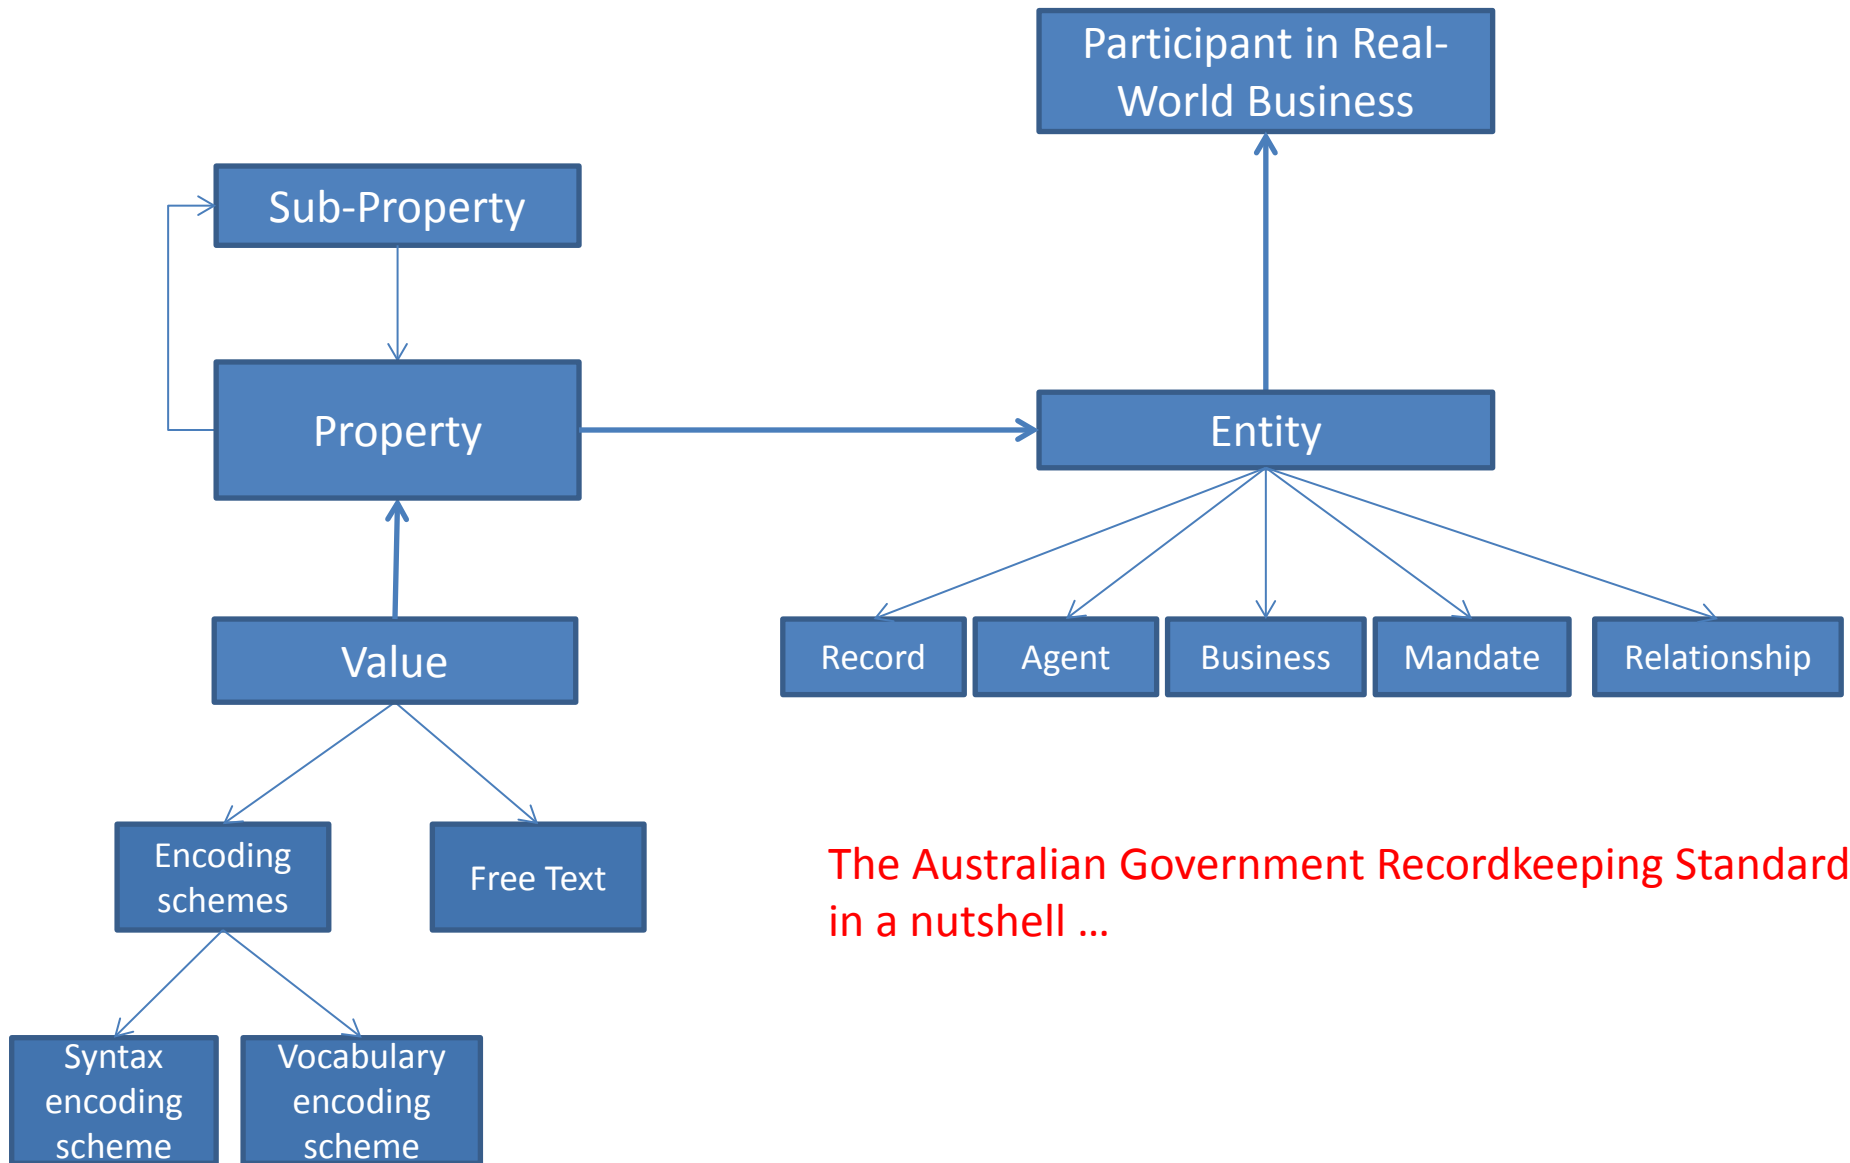 Participant in Real-
World Business
Sub-Property
Property
Entity
Value
Record
Agent
Business
Mandate
Relationship
Encoding
schemes
Free Text
The Australian Government Recordkeeping Standard
in a nutshell ...
Syntax
encoding
scheme
Vocabulary
encoding
scheme